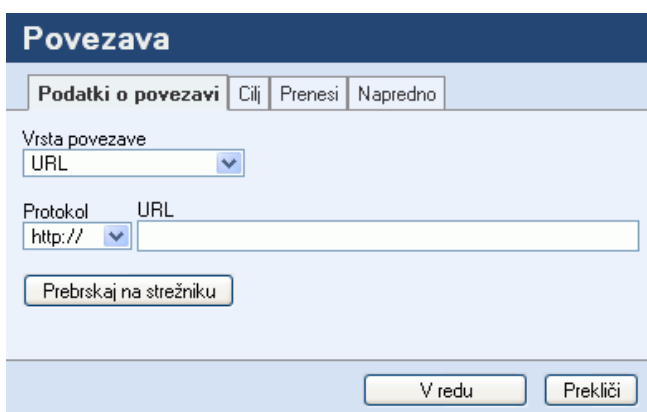 Povezava
Podatki o povezavi Cilj Prenesi Napredno
Vrsta povezave
URL
Protokol URL
http://
Prebrskaj na strežniku
V redu Prekliči